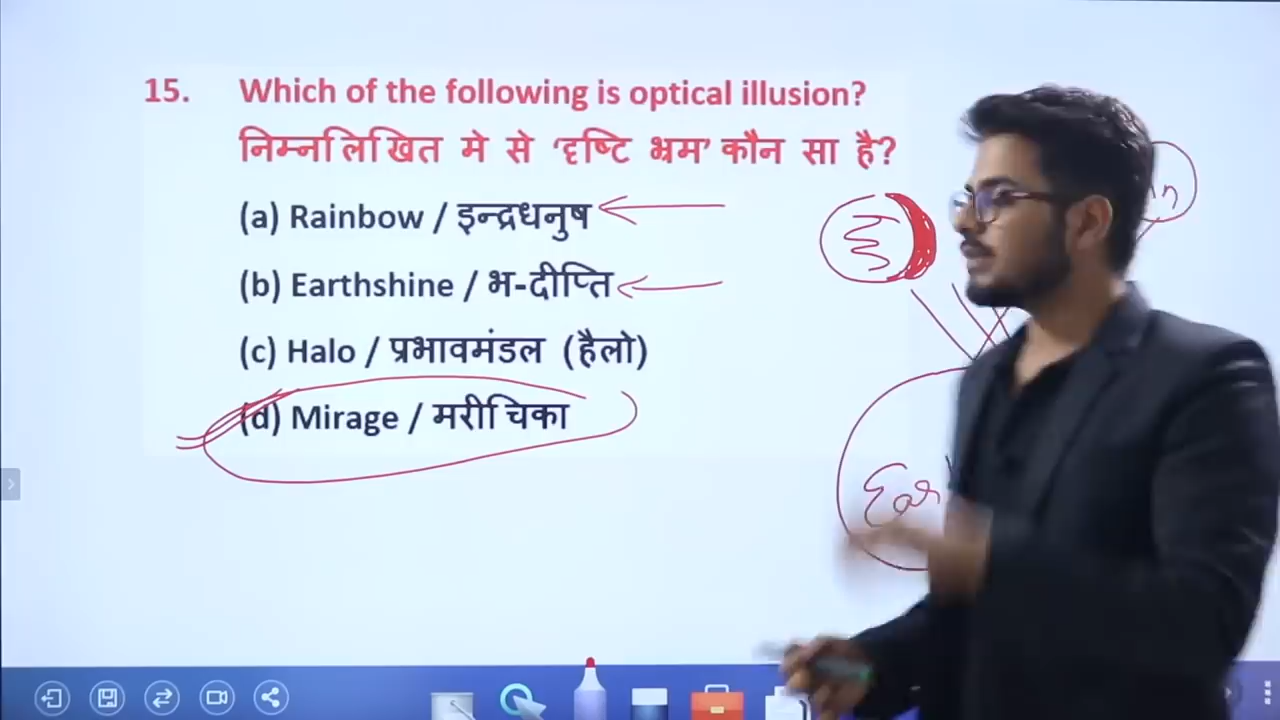 15. Which of the following is optical illusion?
निम्नलिखित मे से ‘दृष्टि भ्रम’ कौन सा है?
(a) Rainbow / इन्द्रधनुष
(b) Earthshine / भ-दीप्ति
(c) Halo / प्रभावमंडल (हैलो)
(d) Mirage / मरीचिका